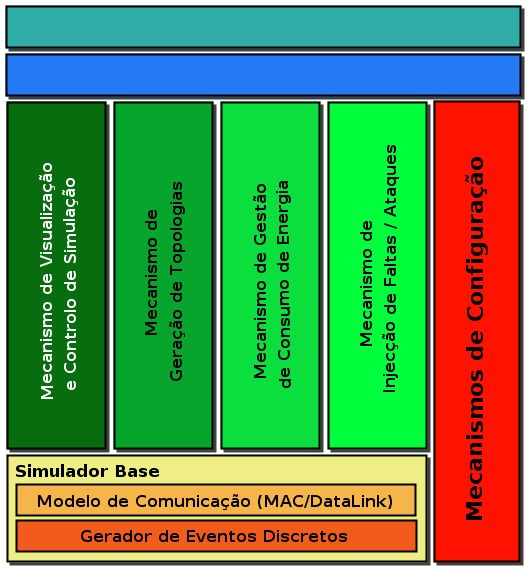 Mecanismo de Visualização
e Controlo de Simulação
Mecanismo de
Geração de Topologias
Mecanismo de Gestão
de Consumo de Energia
Mecanismo de
Injecção de Faltas / Ataques
Mecanismos de Configuração
Simulador Base
Modelo de Comunicação (MAC/DataLink)
Gerador de Eventos Discretos